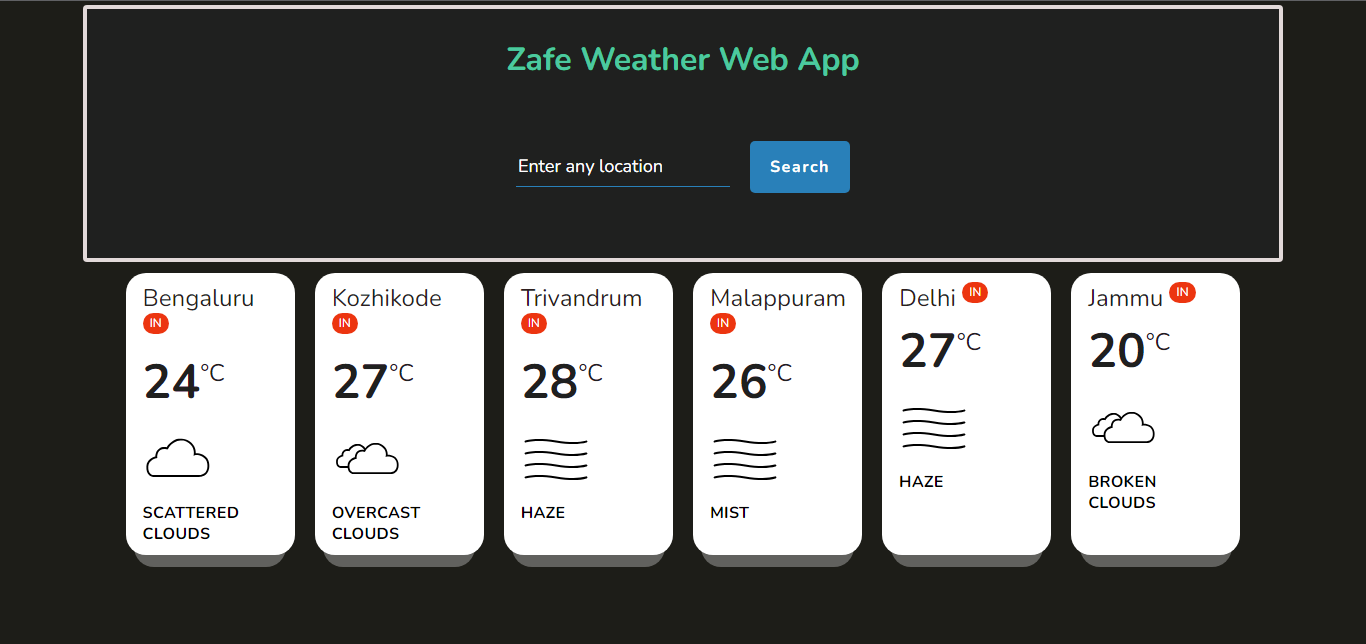 Zafe Weather Web App
Enter any location
Search
Bengaluru
IN
24°C
SCATTERED
CLOUDS
Kozhikode
IN
27°C
OVERCAST
CLOUDS
Trivandrum
IN
28°C
HAZE
Malappuram
IN
26°C
MIST
Delhi IN
27°C
HAZE
Jammu IN
20°C
BROKEN
CLOUDS